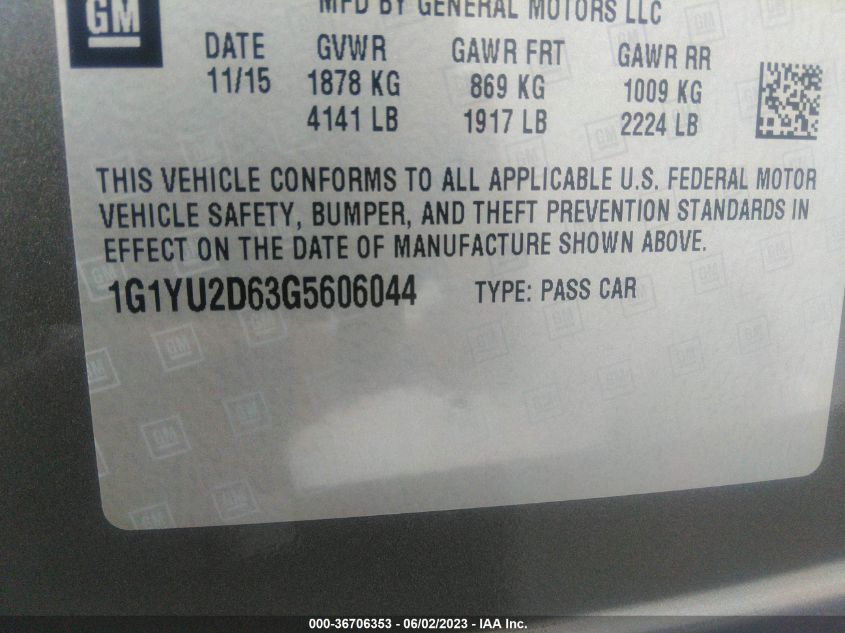 GM
MFD BY GENERAL MOTORS LLC
DATE GVWR GAWR FRT GAWR RR
11/15 1878 KG 869 KG 1009 KG
4141 LB 1917 LB 2224 LB
THIS VEHICLE CONFORMS TO ALL APPLICABLE U.S. FEDERAL MOTOR
VEHICLE SAFETY, BUMPER, AND THEFT PREVENTION STANDARDS IN
EFFECT ON THE DATE OF MANUFACTURE SHOWN ABOVE.
1G1YU2D63G5606044 TYPE: PASS CAR
000-36706353 - 06/02/2023 - IAA Inc.